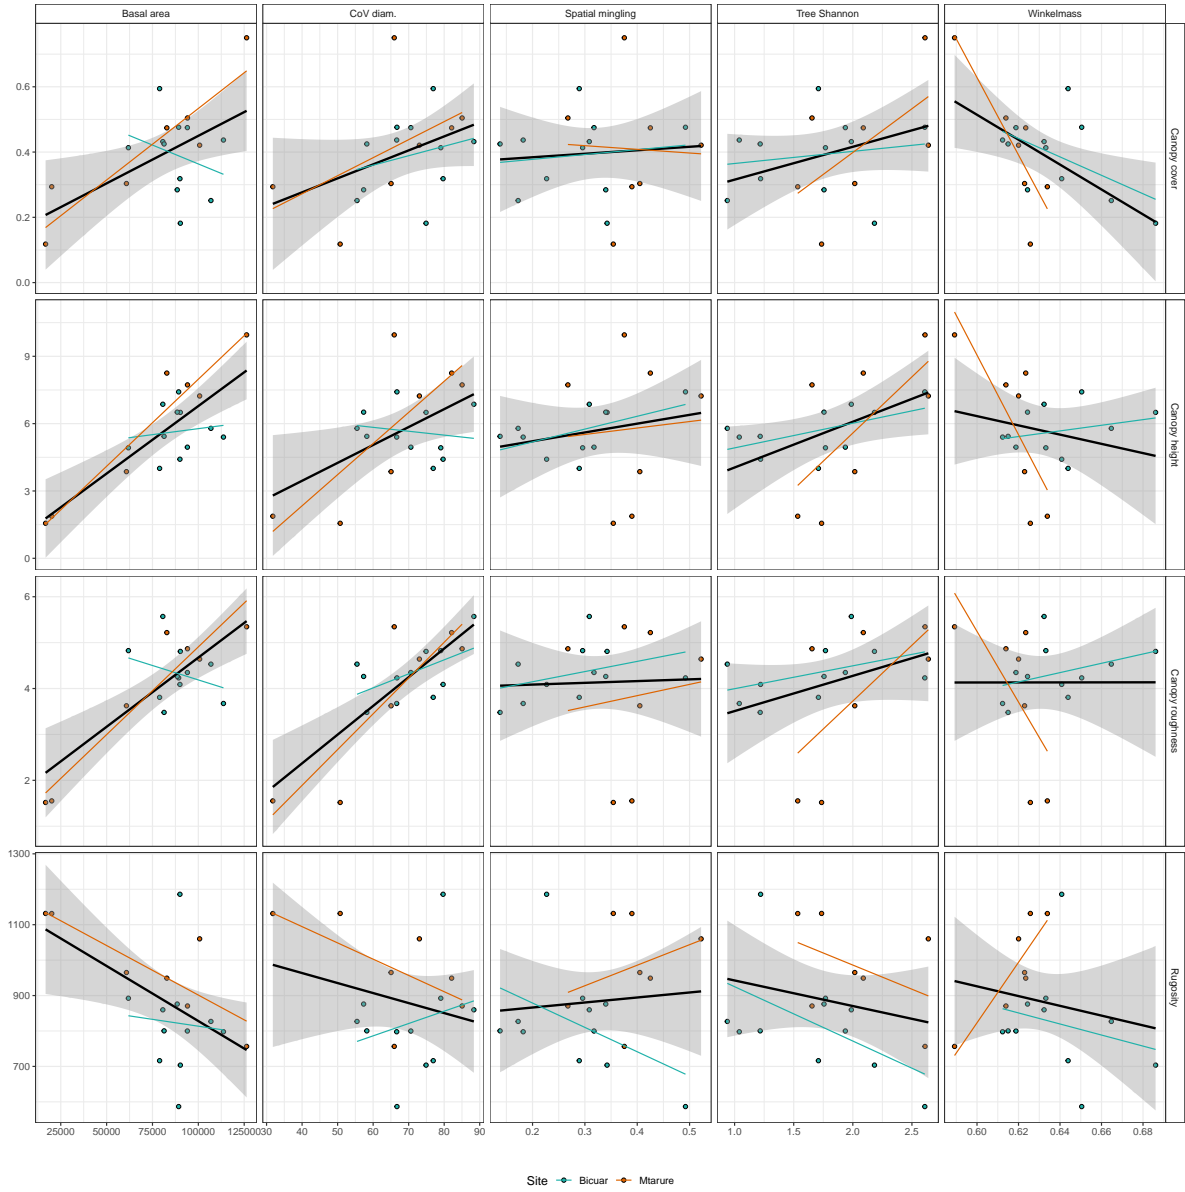 Basal area CoV diam. Spatial mingling Tree Shannon Winkelmass
0.6
0.4
0.2
0.0
Canopy cover
9
6
3
0
Canopy height
6
4
2
Canopy roughness
1300
1100
900
700
Rugosity
25000 50000 75000 100000 125000 30 40 50 60 70 80 90 0.2 0.3 0.4 0.5 1.0 1.5 2.0 2.5 0.60 0.62 0.64 0.66 0.68
Site Bicuar Mtarure